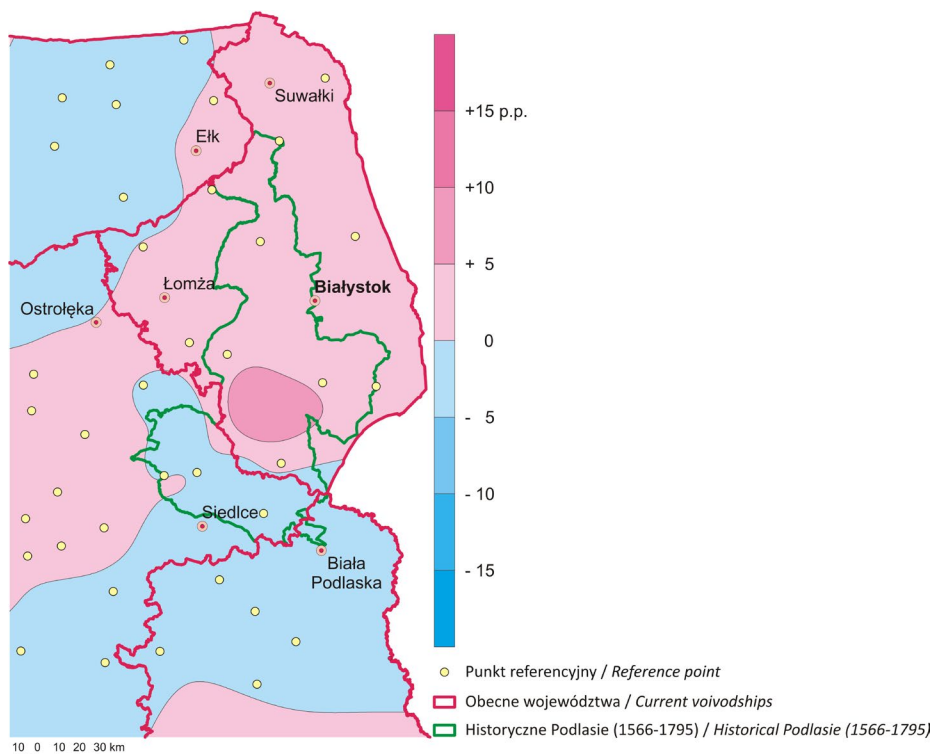 Suwałki
Ełk
Łomża
Białystok
Ostrołęka
Siedlce
Biała
Podlaska
+15 p.p.
+10
+ 5
0
- 5
- 10
- 15
Punkt referencyjny / Reference point
Obecne województwa / Current voivodships
Historyczne Podlasie (1566-1795) / Historical Podlasie (1566-1795)
10 0 10 20 30 km